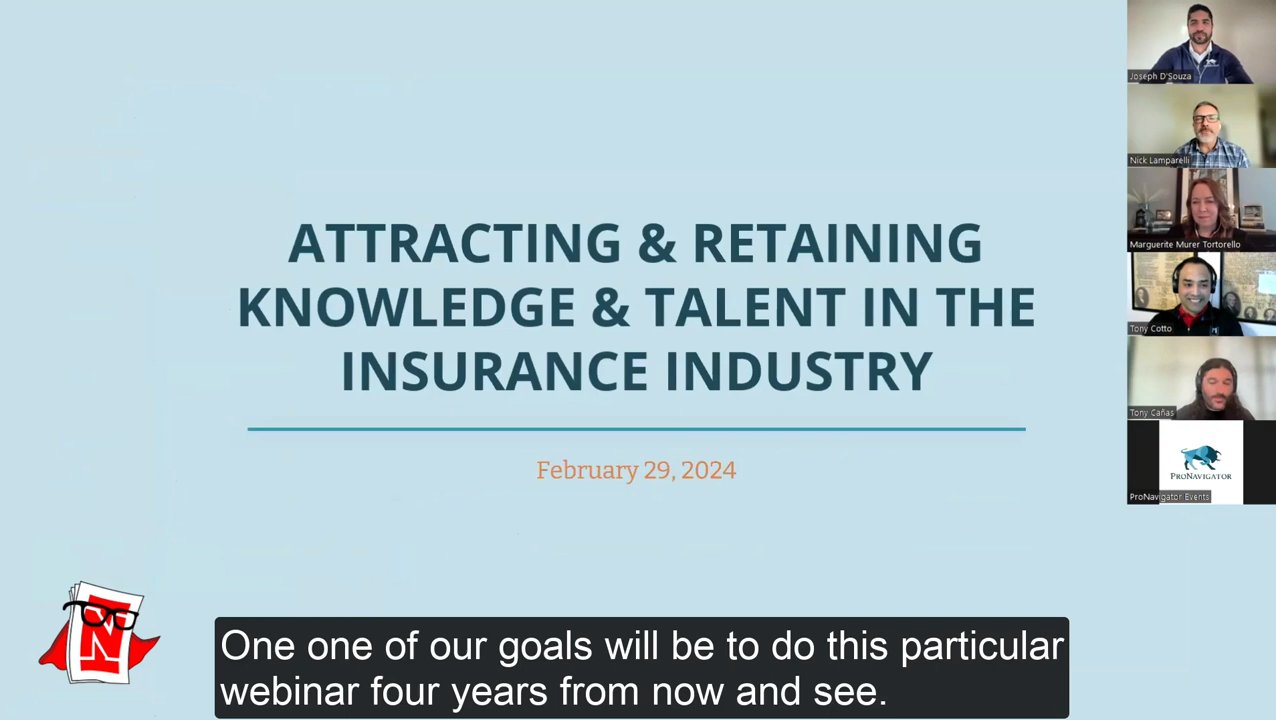 ATTRACTING & RETAINING
KNOWLEDGE & TALENT IN THE
INSURANCE INDUSTRY
February 29, 2024
N
One one of our goals will be to do this particular
webinar four years from now and see.
Joseph D'Souza
Nick Lamparelli
Marguerite Murer Tortorello
Tony Cotto
Tony Cañas
PRONAVIGATOR
ProNavigator Events